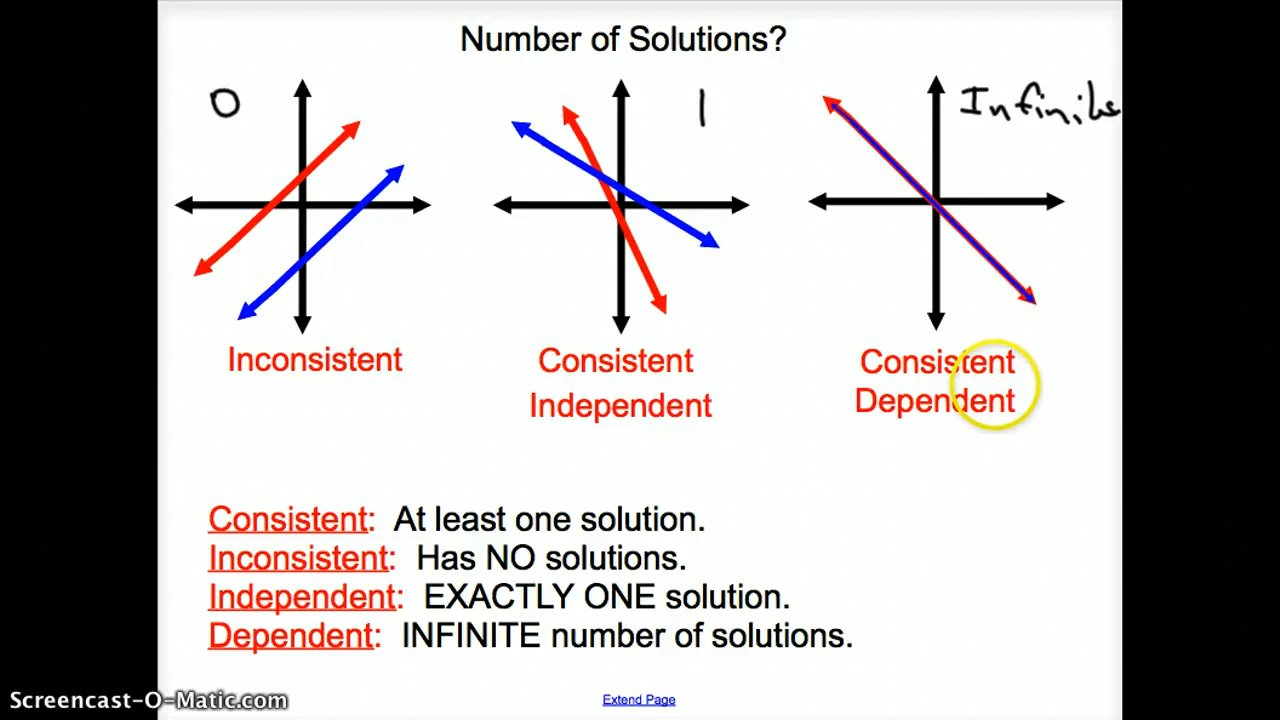 Number of Solutions?
0
1
Infinite
Inconsistent
Consistent
Independent
Consistent
Dependent
Consistent: At least one solution.
Inconsistent: Has NO solutions.
Independent: EXACTLY ONE solution.
Dependent: INFINITE number of solutions.
Screencast-O-Matic.com
Extend Page